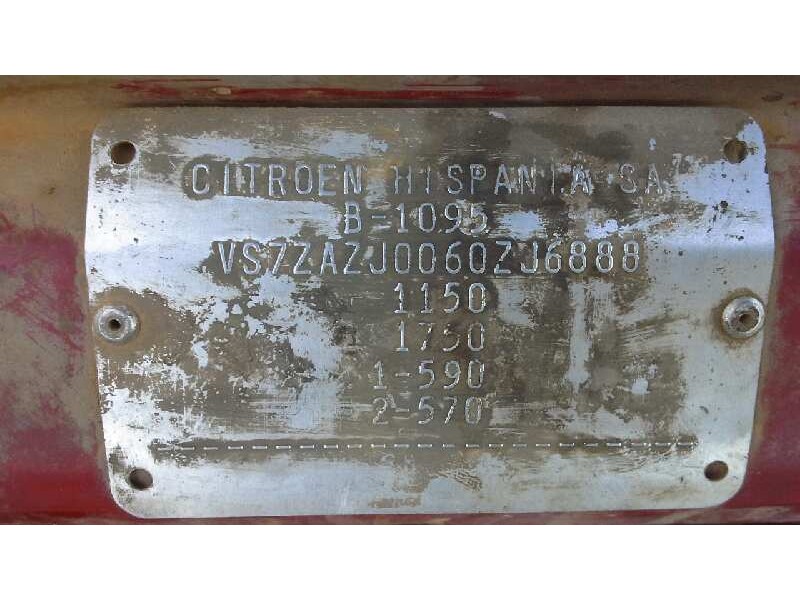 CITROEN HISPANIA SA
B-1095
VS7ZAZJ0060ZJ6888
1150
1750
1-590
2-570